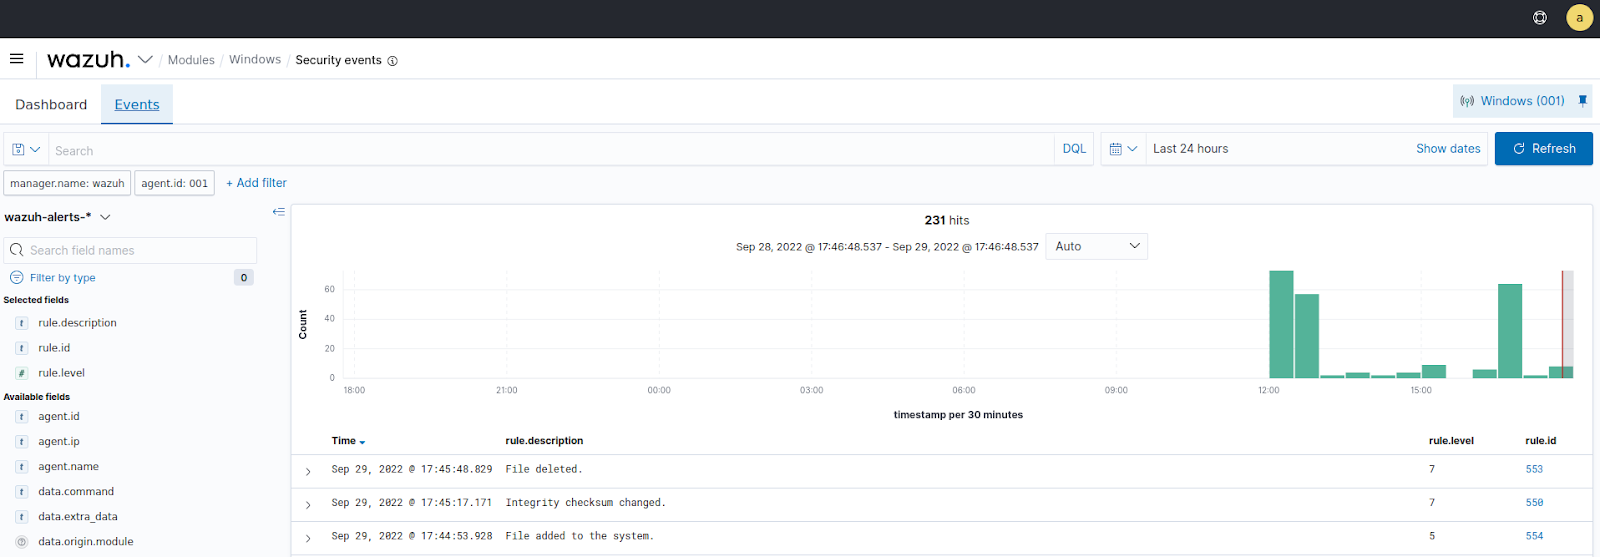 a
wazuh. / Modules / Windows / Security events
Dashboard Events Windows (001)
Search DQL Last 24 hours Show dates Refresh
manager.name: wazuh agent.id: 001 + Add filter
wazuh-alerts-*
Search field names
Filter by type 0
Selected fields
t rule.description
t rule.id
# rule.level
Available fields
t agent.id
t agent.ip
t agent.name
t data.command
t data.extra_data
? data.origin.module
231 hits
Sep 28, 2022 @ 17:46:48.537 - Sep 29, 2022 @ 17:46:48.537 Auto
Count
60
40
20
0
18:00 21:00 00:00 03:00 06:00 09:00 12:00 15:00
timestamp per 30 minutes
Time rule.description rule.level rule.id
Sep 29, 2022 @ 17:45:48.829 File deleted. 7 553
Sep 29, 2022 @ 17:45:17.171 Integrity checksum changed. 7 550
Sep 29, 2022 @ 17:44:53.928 File added to the system. 5 554